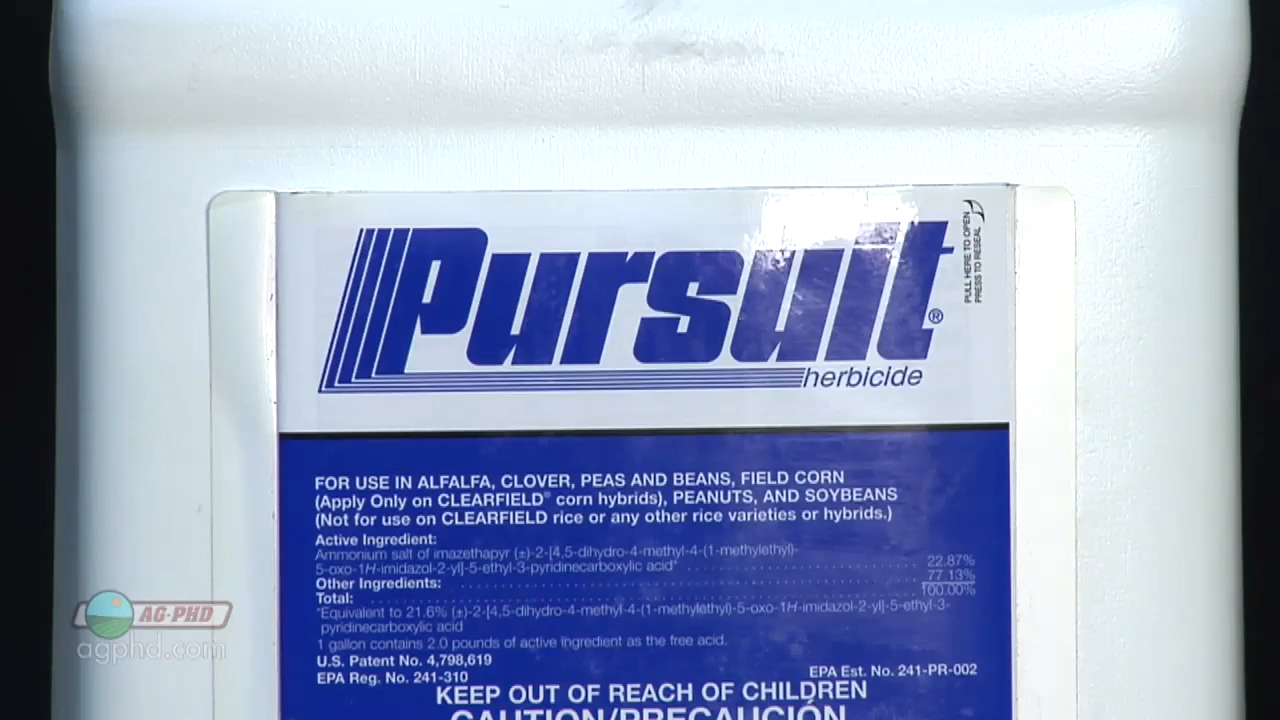 Pursuit®
herbicide
PULL HERE TO OPEN
PRESS TO RESEAL
FOR USE IN ALFALFA, CLOVER, PEAS AND BEANS, FIELD CORN
(Apply Only on CLEARFIELD® corn hybrids), PEANUTS, AND SOYBEANS
(Not for use on CLEARFIELD rice or any other rice varieties or hybrids.)
Active Ingredient:
Ammonium salt of imazethapyr (±)-2-[4,5-dihydro-4-methyl-4-(1-methylethyl)-
5-oxo-1H-imidazol-2-yl]-5-ethyl-3-pyridinecarboxylic acid* . . . . . . . . . . . . . . . . . . . . . . . . 22.87%
Other Ingredients: . . . . . . . . . . . . . . . . . . . . . . . . . . . . . . . . . . . . . . . . . . . . . . . . 77.13%
Total: . . . . . . . . . . . . . . . . . . . . . . . . . . . . . . . . . . . . . . . . . . . . . . . . . . . . . . . . 100.00%
*Equivalent to 21.6% (±)-2-[4,5-dihydro-4-methyl-4-(1-methylethyl)-5-oxo-1H-imidazol-2-yl]-5-ethyl-3-
pyridinecarboxylic acid
1 gallon contains 2.0 pounds of active ingredient as the free acid.
U.S. Patent No. 4,798,619
EPA Reg. No. 241-310
EPA Est. No. 241-PR-002
KEEP OUT OF REACH OF CHILDREN
CAUTION/PRECAUCIÓN
AG·PHD
agphd.com